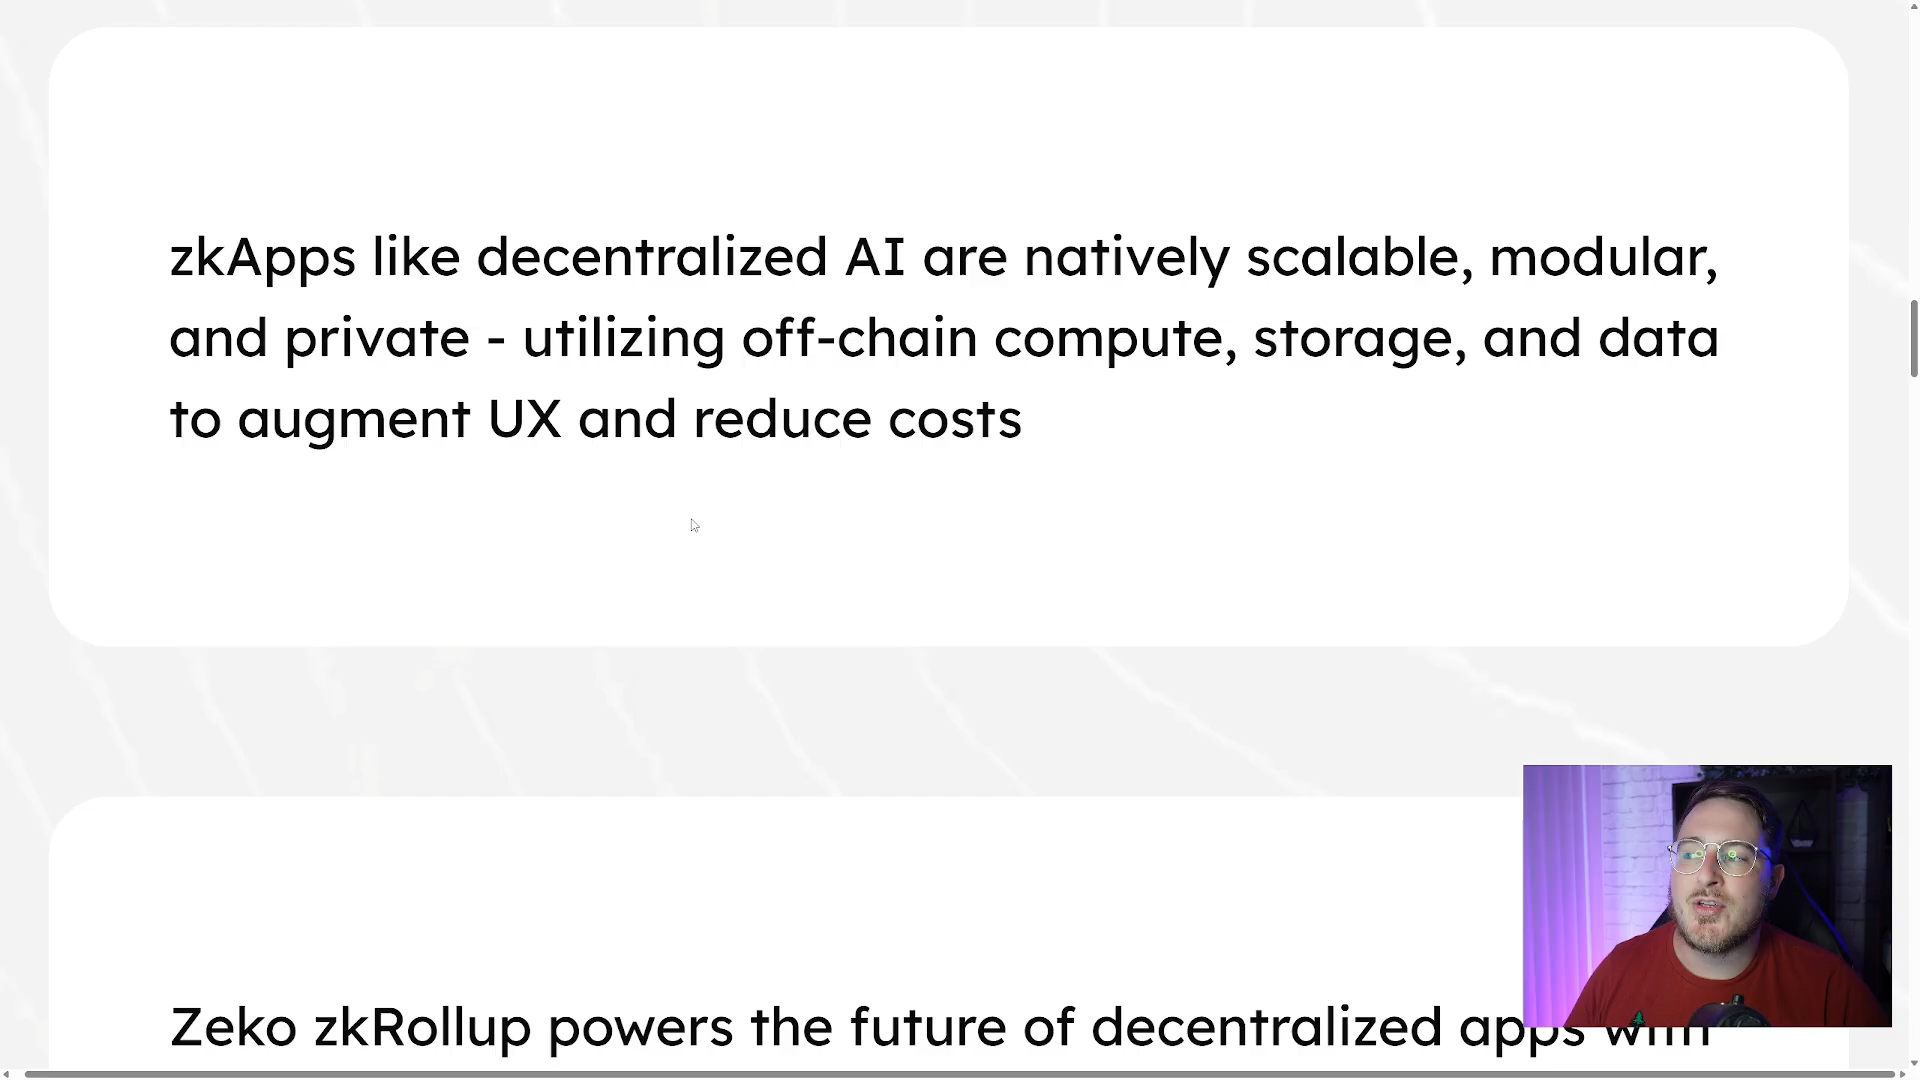 zkApps like decentralized AI are natively scalable, modular,
and private - utilizing off-chain compute, storage, and data
to augment UX and reduce costs
Zeko zkRollup powers the future of decentralized apps with